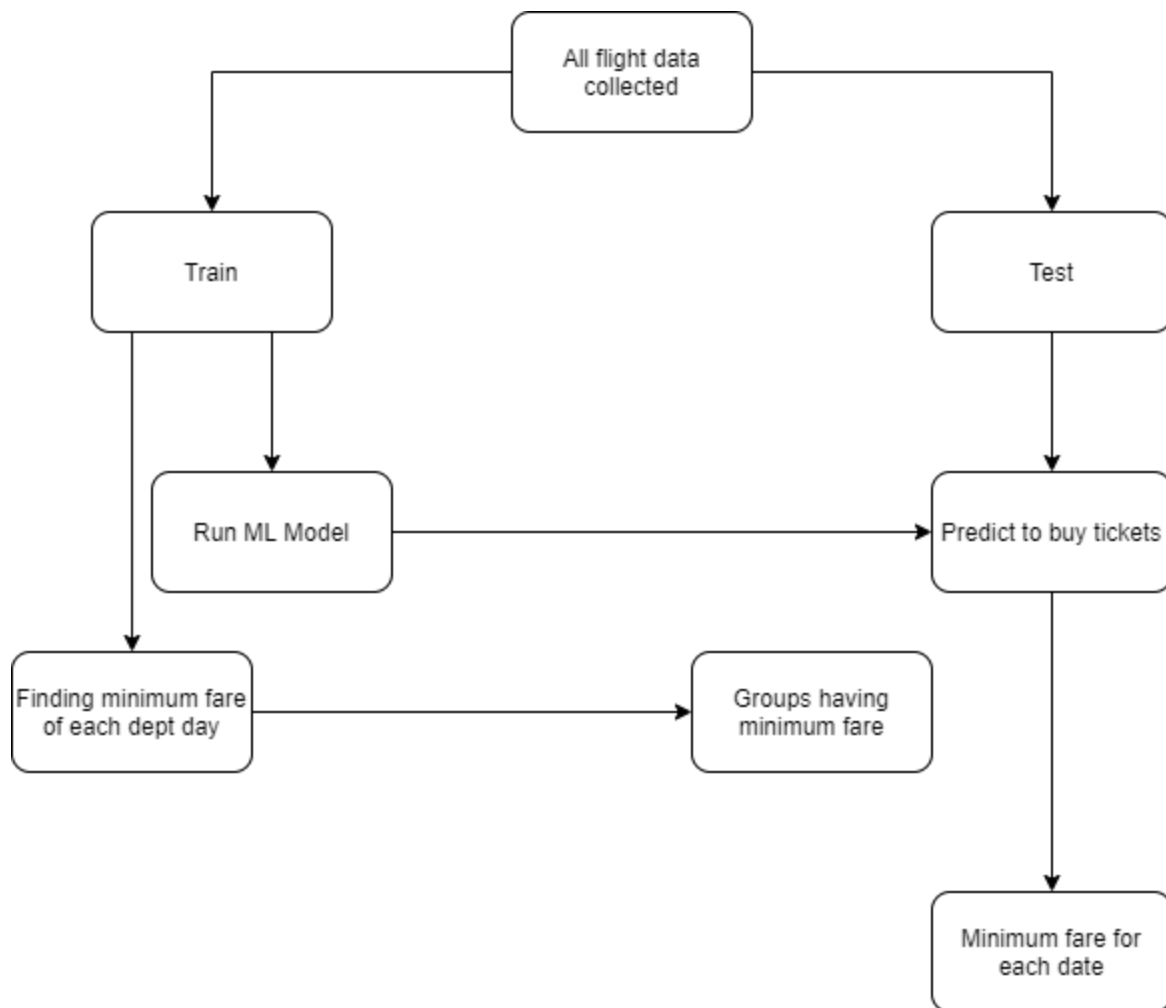 All flight data
collected
Train
Test
Run ML Model
Predict to buy tickets
Finding minimum fare
of each dept day
Groups having
minimum fare
Minimum fare for
each date